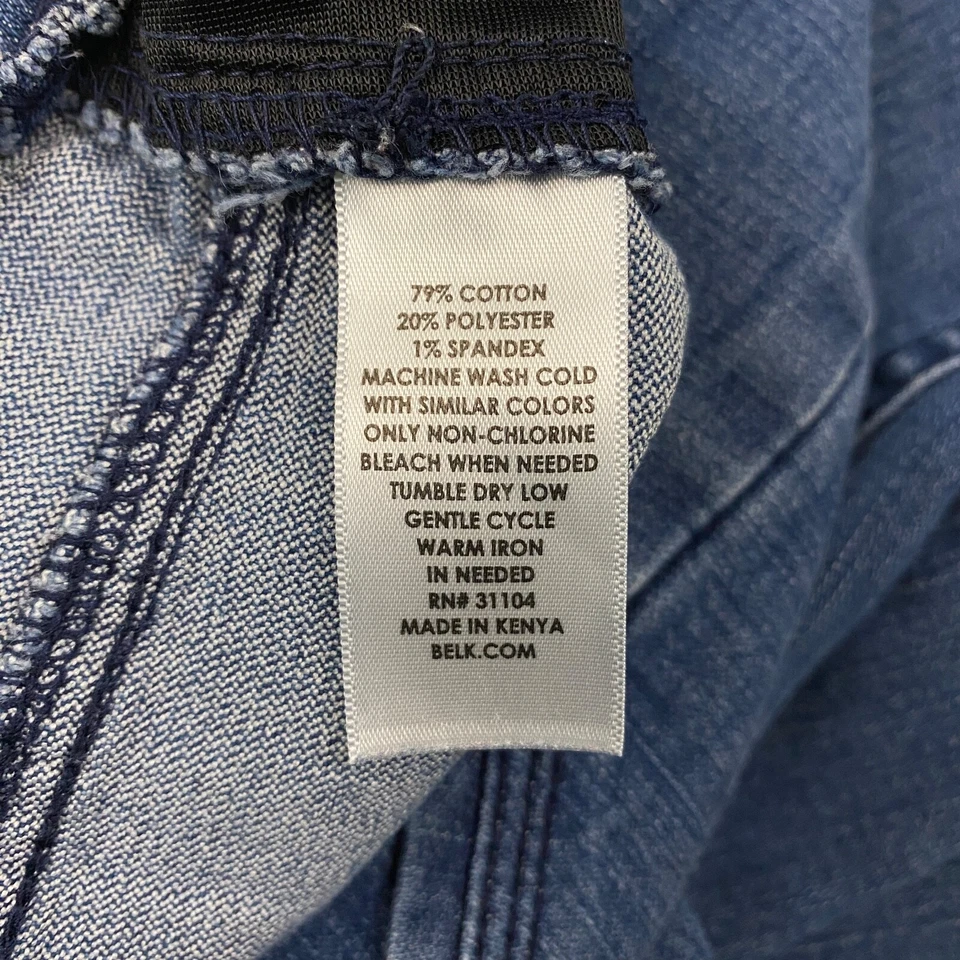 79% COTTON
20% POLYESTER
1% SPANDEX
MACHINE WASH COLD
WITH SIMILAR COLORS
ONLY NON-CHLORINE
BLEACH WHEN NEEDED
TUMBLE DRY LOW
GENTLE CYCLE
WARM IRON
IN NEEDED
RN# 31104
MADE IN KENYA
BELK.COM